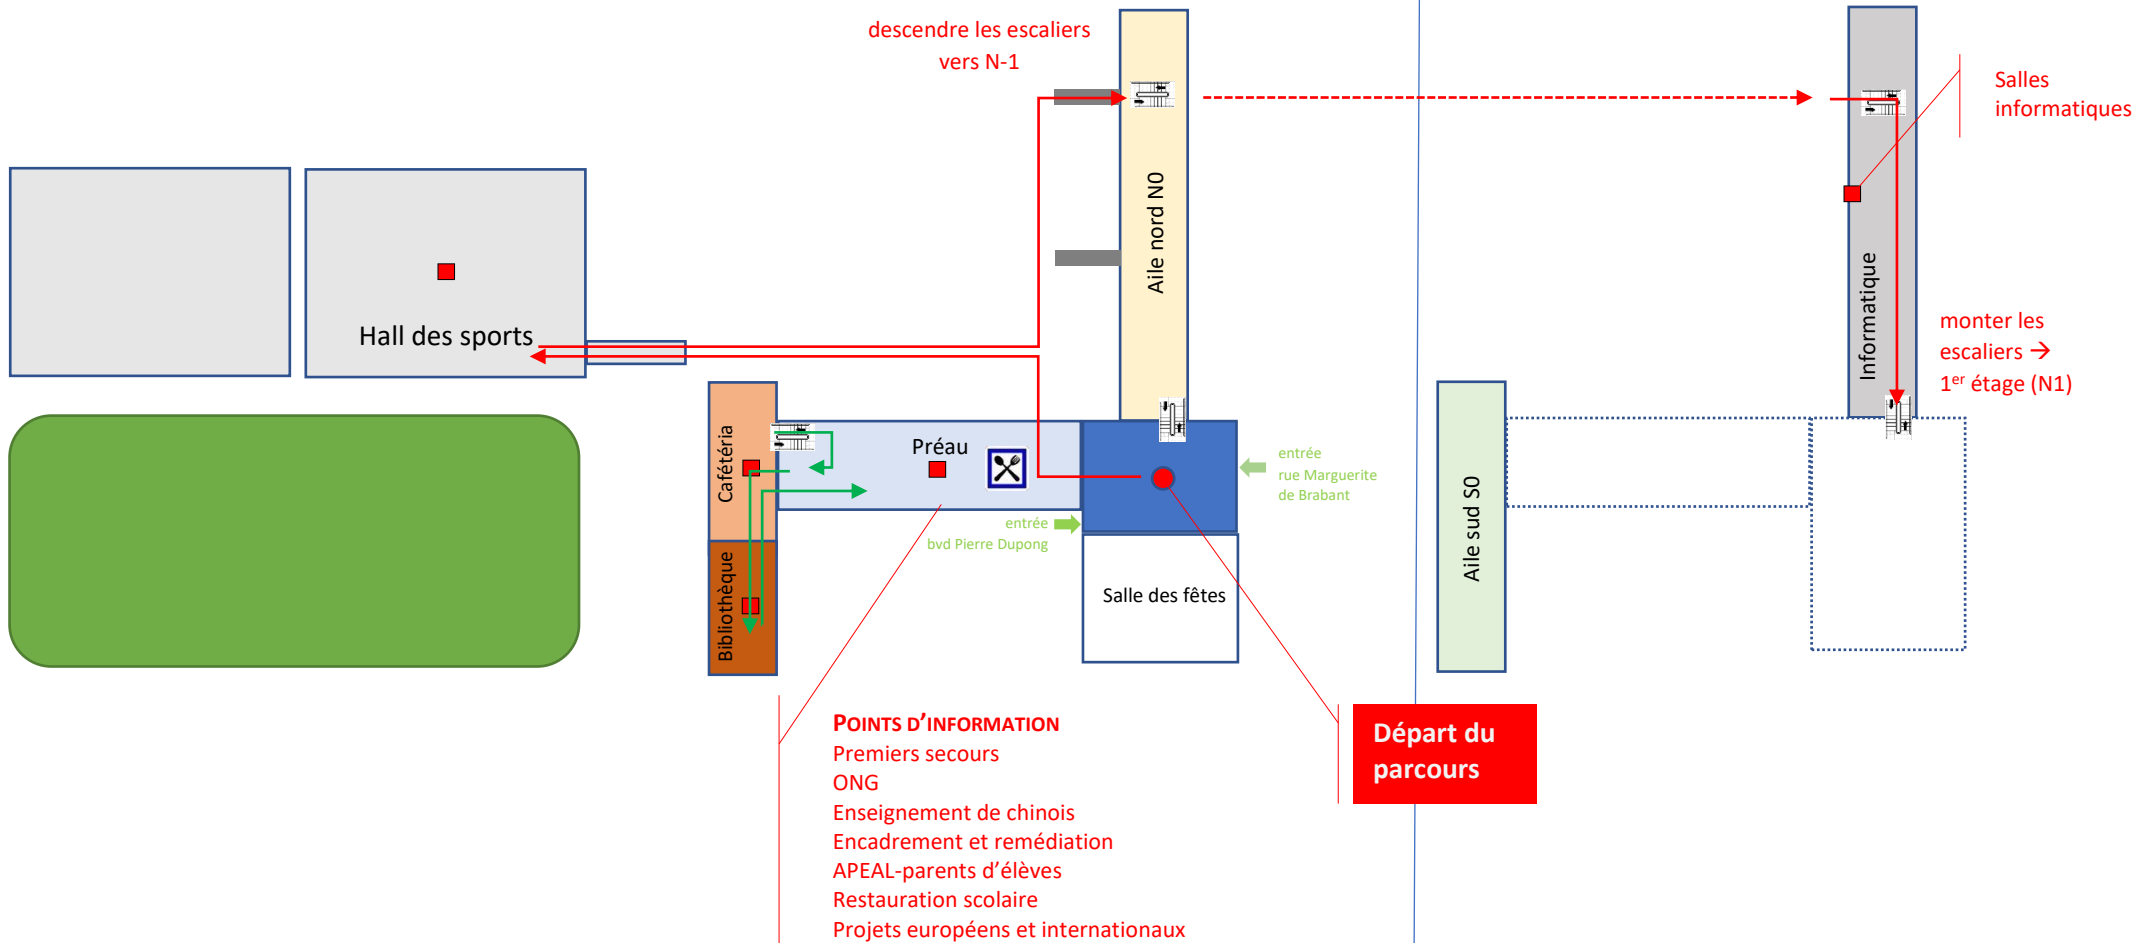 descendre les escaliers
vers N-1
Salles
informatiques
Aile nord N0
Hall des sports
Informatique
monter les
escaliers →
1er étage (N1)
Cafétéria
Préau
entrée
rue Marguerite
de Brabant
entrée
bvd Pierre Dupong
Aile sud S0
Bibliothèque
Salle des fêtes
POINTS D'INFORMATION
Premiers secours
ONG
Enseignement de chinois
Encadrement et remédiation
APEAL-parents d'élèves
Restauration scolaire
Projets européens et internationaux
Départ du
parcours